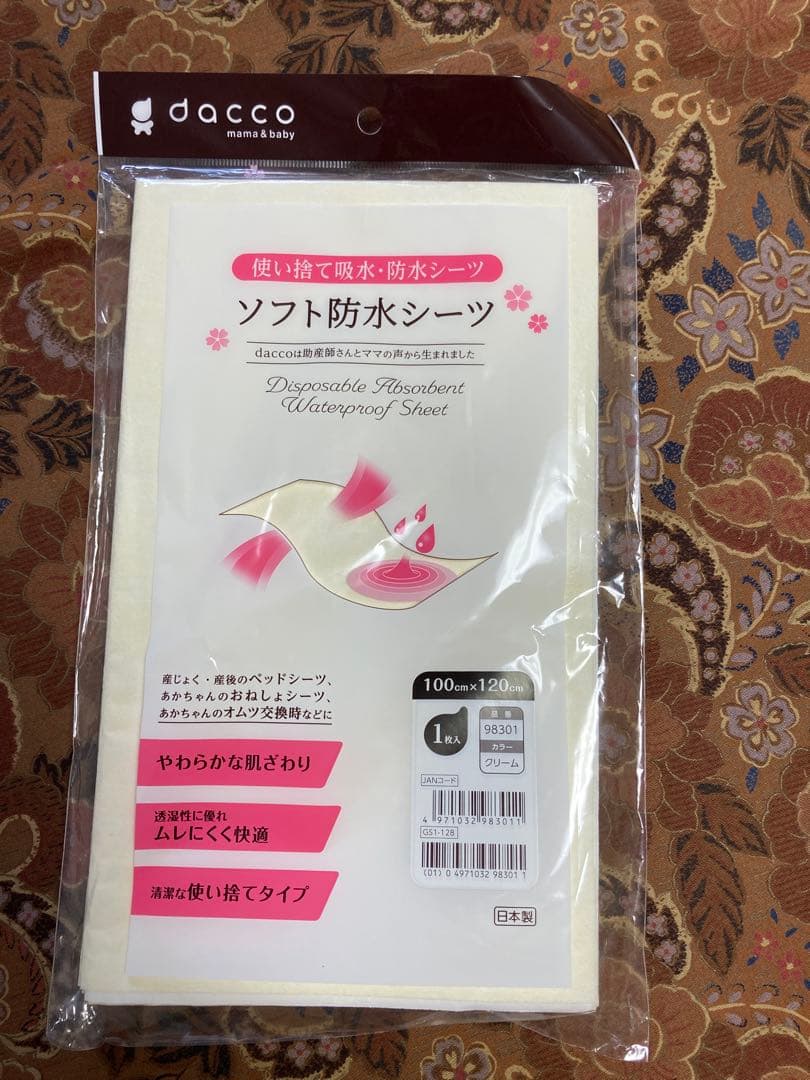 dacco
mama & baby
使い捨て吸水・防水シーツ
ソフト防水シーツ
daccoは助産師さんとママの声から生まれました
Disposable Absorbent
Waterproof Sheet
産じょく・産後のベッドシーツ、
あかちゃんのおねしょシーツ、
あかちゃんのオムツ交換時などに
やわらかな肌ざわり
透湿性に優れ
ムレにくく快適
清潔な使い捨てタイプ
100cm×120cm
1枚入
品番
98301
カラー
クリーム
JANコード
4 971032 983011
GS1-128
(01) 0 4971032 98301 1
日本製